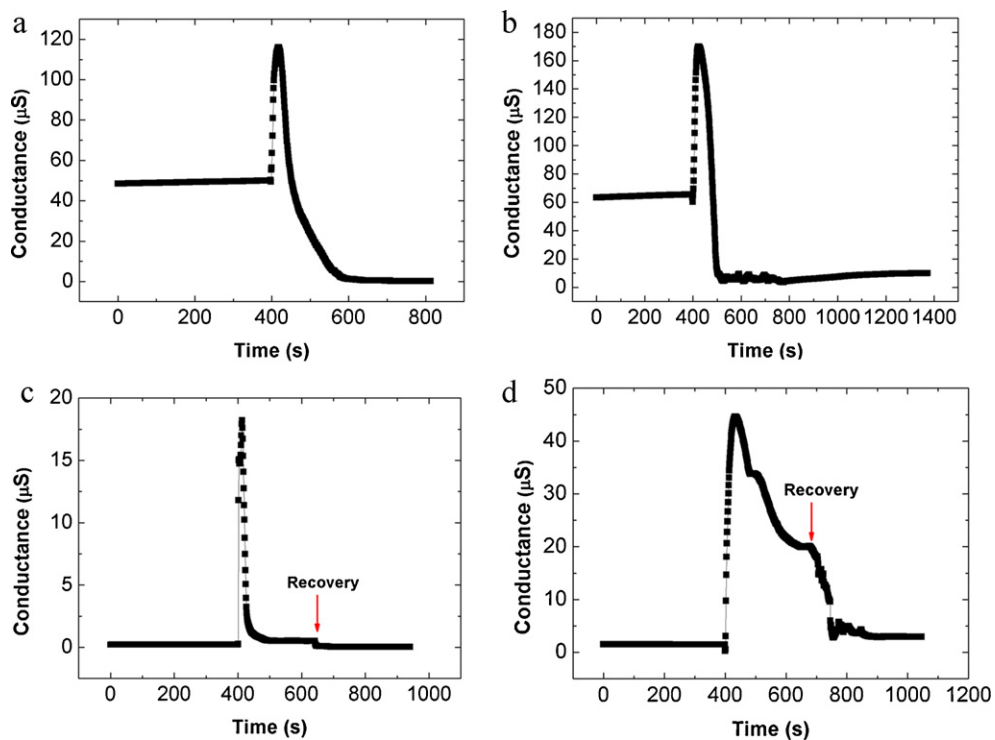 a
120
100
80
60
40
20
0
Conductance (µS)
0 200 400 600 800
Time (s)
b
180
160
140
120
100
80
60
40
20
0
Conductance (µS)
0 200 400 600 800 1000 1200 1400
Time (s)
c
20
15
10
5
0
Conductance (µS)
Recovery
0 200 400 600 800 1000
Time (s)
d
50
40
30
20
10
0
Conductance (µS)
Recovery
0 200 400 600 800 1000 1200
Time (s)